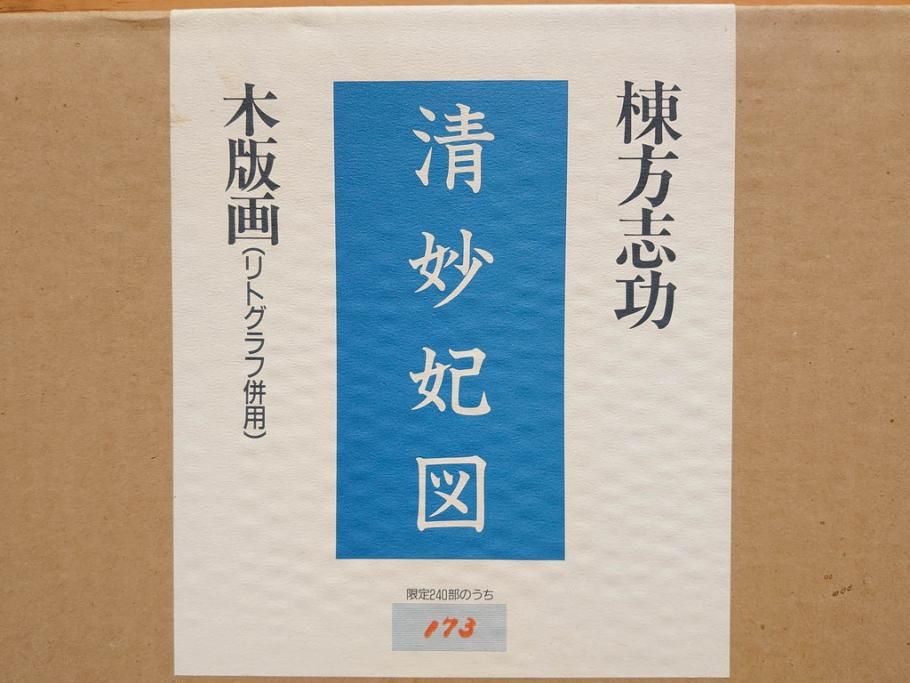 棟方志功
清妙妃図
木版画(リトグラフ併用)
限定240部のうち
173